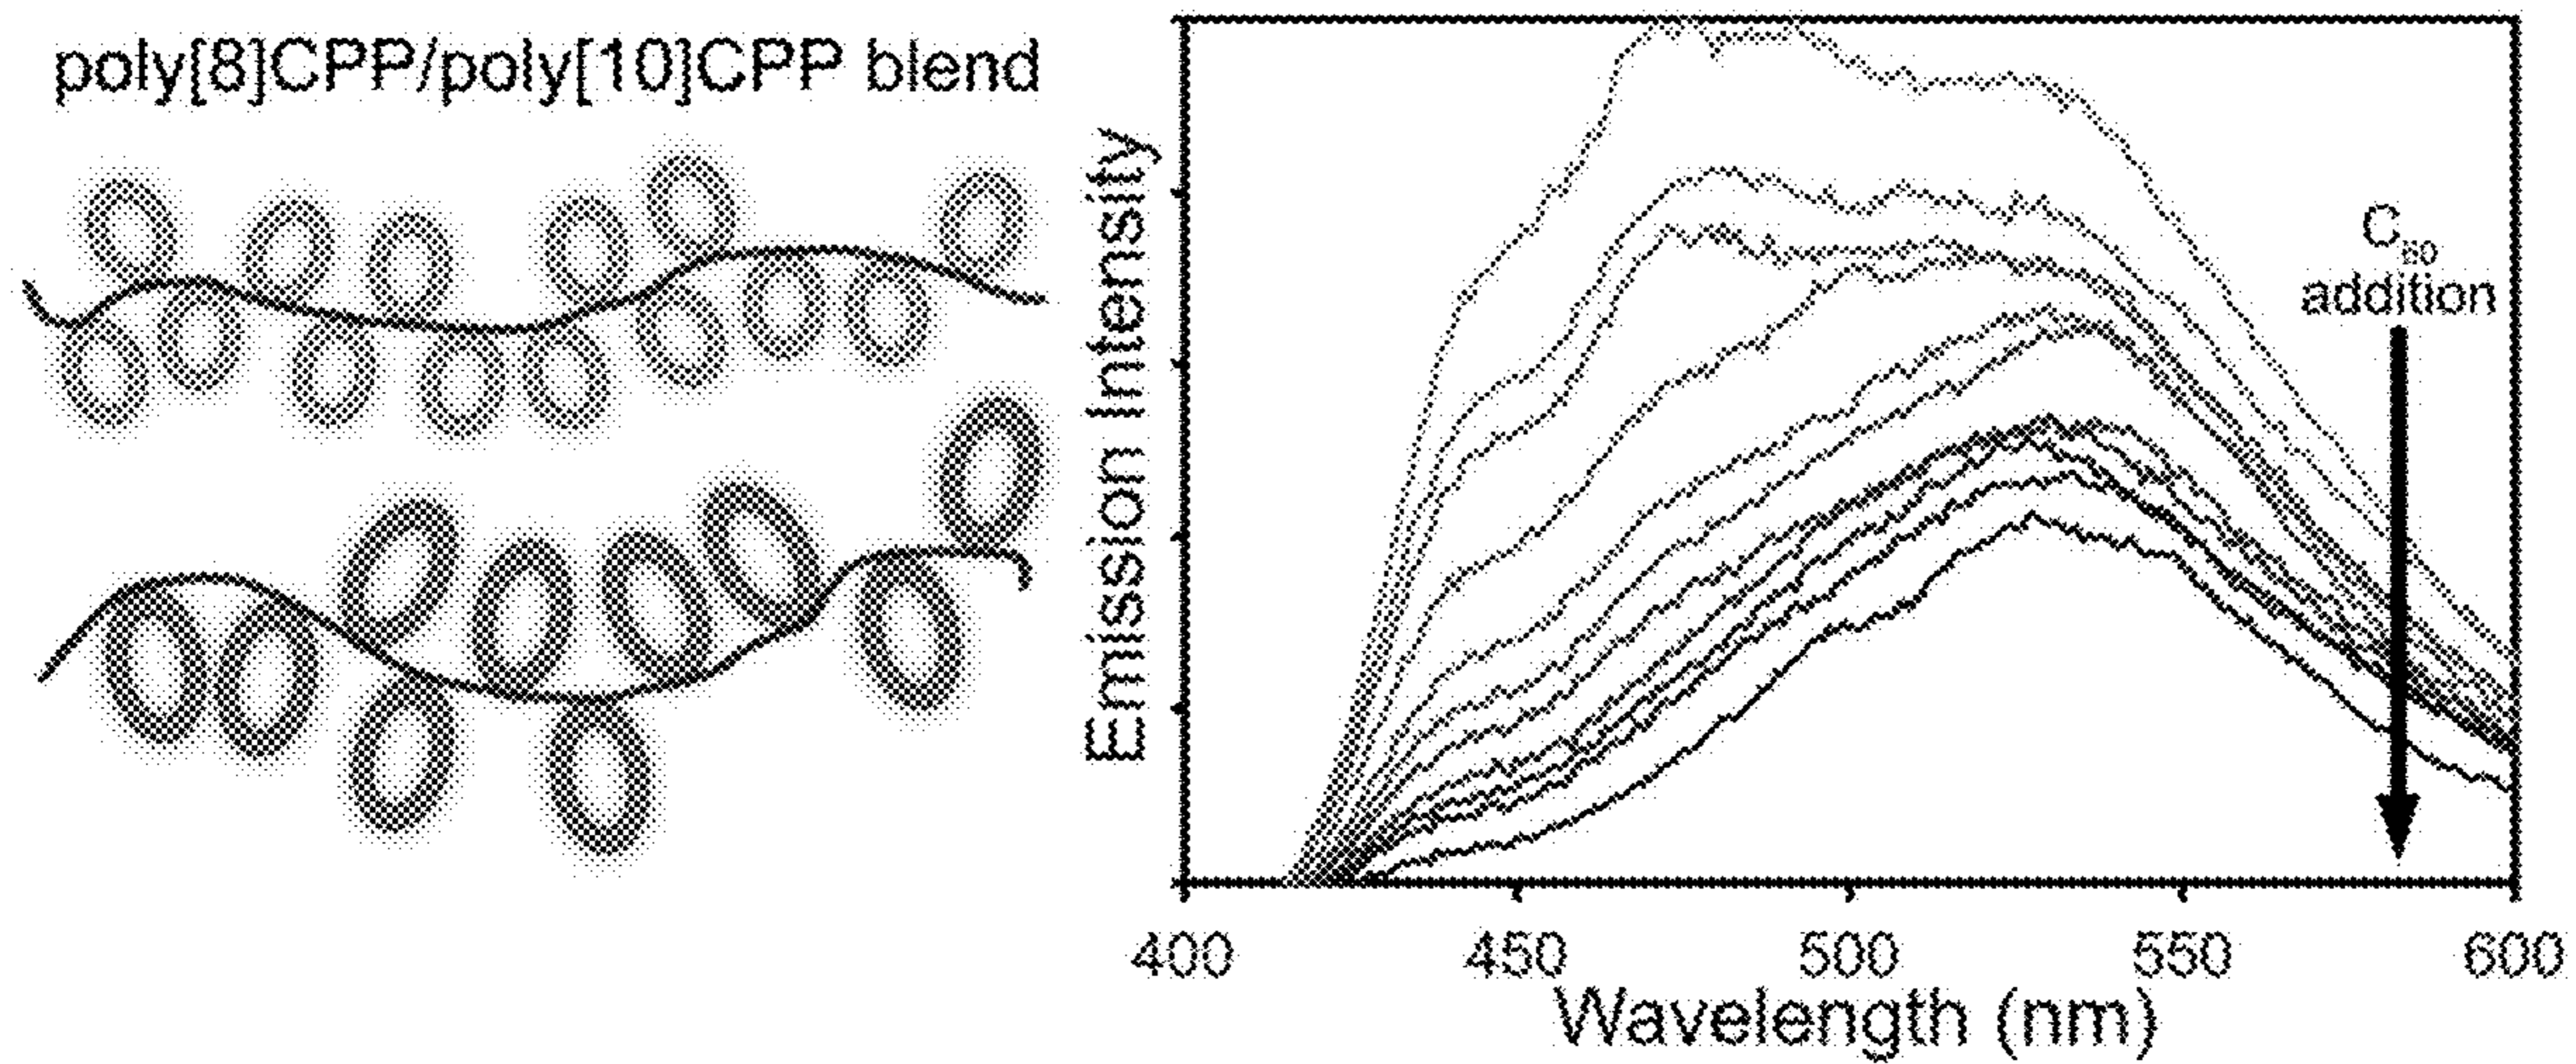 poly[8]CPP/poly[10]CPP blend
Emission Intensity
C₆₀
addition
400 450 500 550 600
Wavelength (nm)